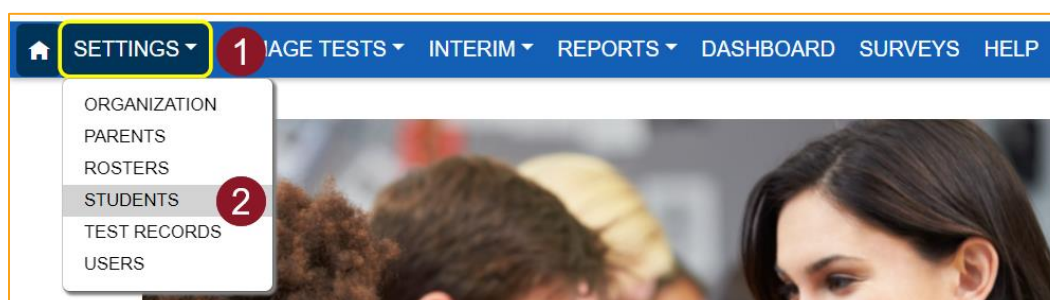 SETTINGS 1 AGE TESTS INTERIM REPORTS DASHBOARD SURVEYS HELP
ORGANIZATION
PARENTS
ROSTERS
STUDENTS 2
TEST RECORDS
USERS